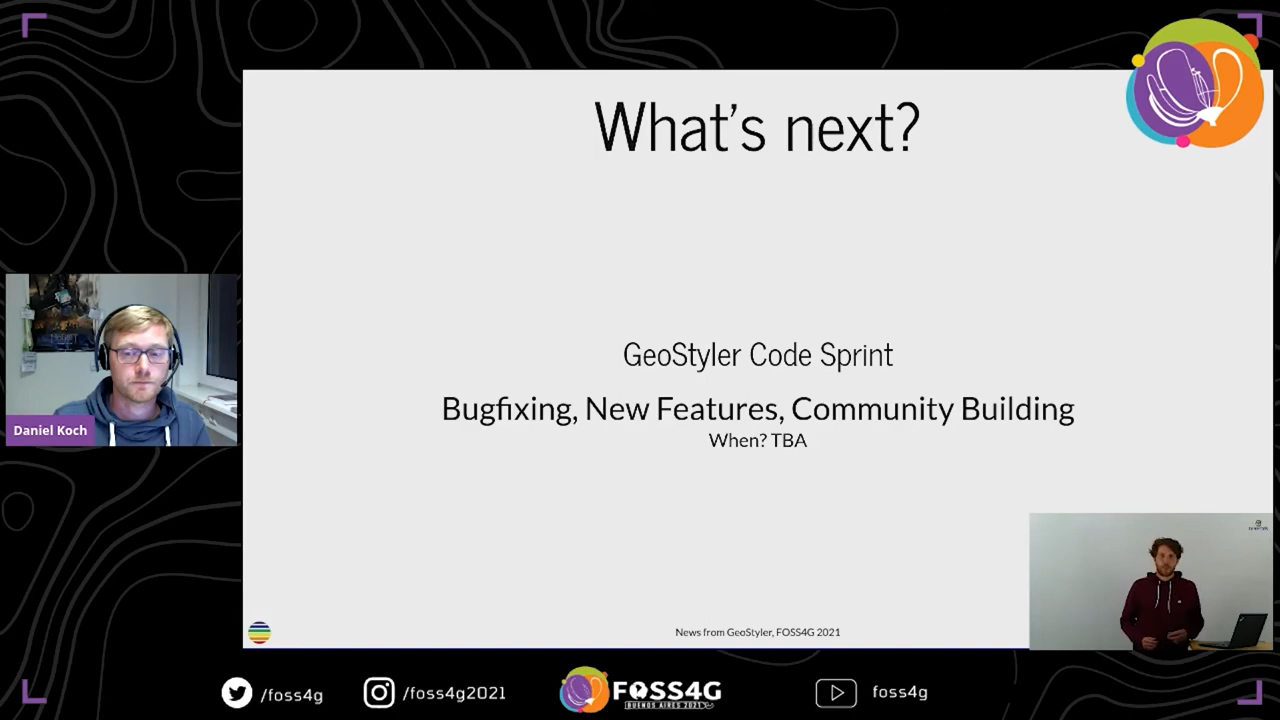 What's next?
GeoStyler Code Sprint
Bugfixing, New Features, Community Building
When? TBA
Daniel Koch
News from GeoStyler, FOSS4G 2021
/foss4g
/foss4g2021
FOSS4G
BUENOS AIRES 2021
foss4g